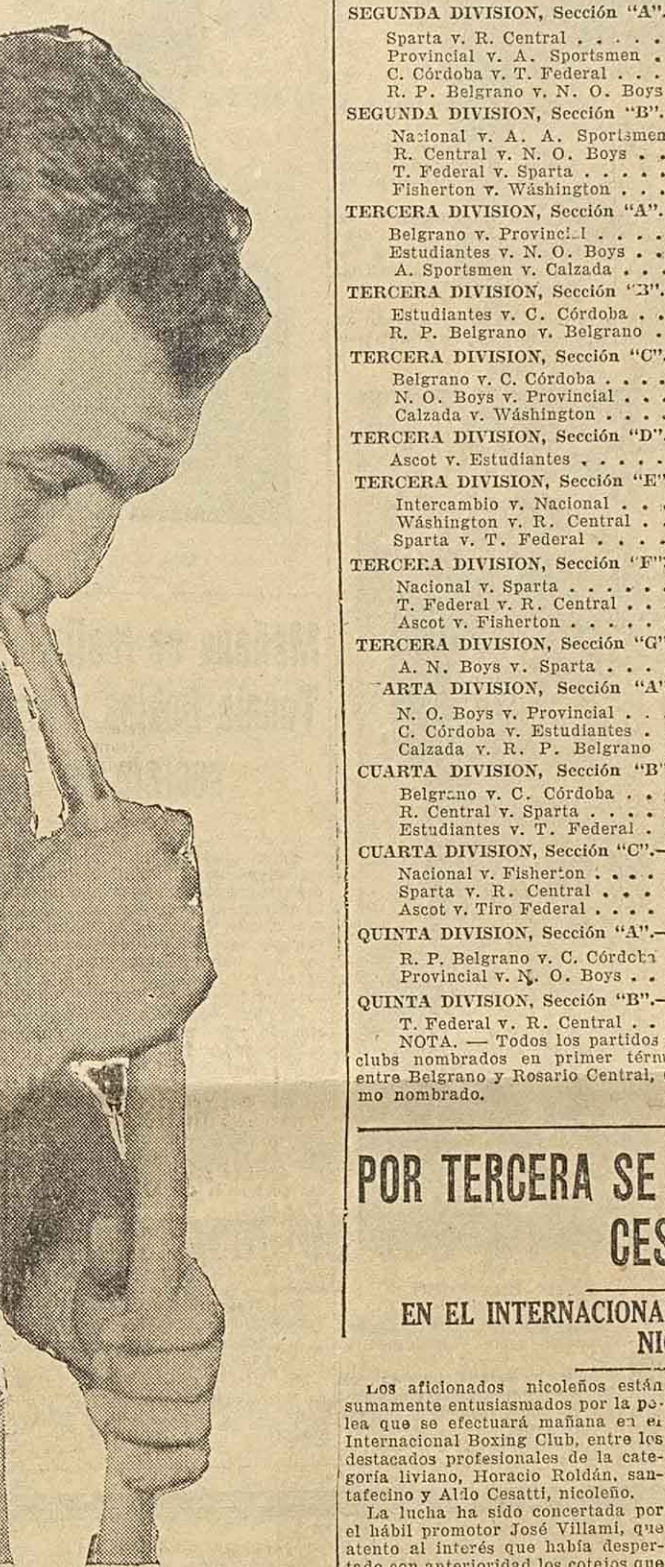 SEGUNDA DIVISION, Sección "A".
Sparta v. R. Central . . . . .
Provincial v. A. Sportsmen .
C. Córdoba v. T. Federal . . .
R. P. Belgrano v. N. O. Boys
SEGUNDA DIVISION, Sección "B".
Nacional v. A. A. Sportsmen
R. Central v. N. O. Boys . .
T. Federal v. Sparta . . . . .
Fisherton v. Wáshington . . .
TERCERA DIVISION, Sección "A".
Belgrano v. Provincial . . . .
Estudiantes v. N. O. Boys . .
A. Sportsmen v. Calzada . . .
TERCERA DIVISION, Sección "B".
Estudiantes v. C. Córdoba . .
R. P. Belgrano v. Belgrano .
TERCERA DIVISION, Sección "C".
Belgrano v. C. Córdoba . . . .
N. O. Boys v. Provincial . . .
Calzada v. Wáshington . . . .
TERCERA DIVISION, Sección "D".
Ascot v. Estudiantes . . . . .
TERCERA DIVISION, Sección "E"
Intercambio v. Nacional . . .
Wáshington v. R. Central . .
Sparta v. T. Federal . . . .
TERCERA DIVISION, Sección "F"
Nacional v. Sparta . . . . . .
T. Federal v. R. Central . .
Ascot v. Fisherton . . . . .
TERCERA DIVISION, Sección "G"
A. N. Boys v. Sparta . . .
ARTA DIVISION, Sección "A"
N. O. Boys v. Provincial . .
C. Córdoba v. Estudiantes .
Calzada v. R. P. Belgrano
CUARTA DIVISION, Sección "B"
Belgrano v. C. Córdoba . .
R. Central v. Sparta . . . .
Estudiantes v. T. Federal .
CUARTA DIVISION, Sección "C".—
Nacional v. Fisherton . . . .
Sparta v. R. Central . . .
Ascot v. Tiro Federal . . . .
QUINTA DIVISION, Sección "A".—
R. P. Belgrano v. C. Córdoba
Provincial v. N. O. Boys . .
QUINTA DIVISION, Sección "B".—
T. Federal v. R. Central . .
NOTA. — Todos los partidos
clubs nombrados en primer térm
entre Belgrano y Rosario Central,
mo nombrado.
POR TERCERA SE
CES
EN EL INTERNACIONA
NI
Los aficionados nicoleños están
sumamente entusiasmados por la pe-
lea que se efectuará mañana en el
Internacional Boxing Club, entre los
destacados profesionales de la cate-
goría liviano, Horacio Roldán, san-
tafecino y Aldo Cesatti, nicoleño.
La lucha ha sido concertada por
el hábil promotor José Villami, que
atento al interés que había desper-
tado con anterioridad los cotejos que